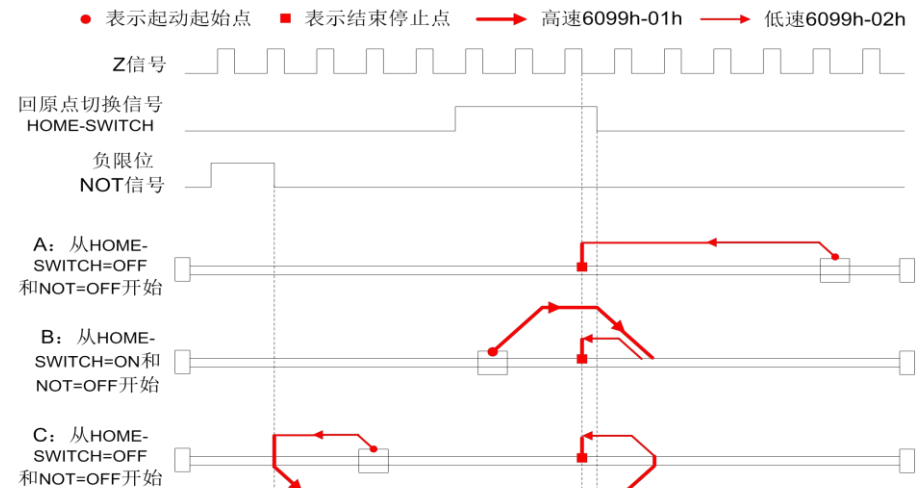 表示起动起始点 表示结束停止点 高速6099h-01h 低速6099h-02h
Z信号
回原点切换信号
HOME-SWITCH
负限位
NOT信号
A：从HOME-
SWITCH=OFF
和NOT=OFF开始
B：从HOME-
SWITCH=ON和
NOT=OFF开始
C：从HOME-
SWITCH=OFF
和NOT=OFF开始